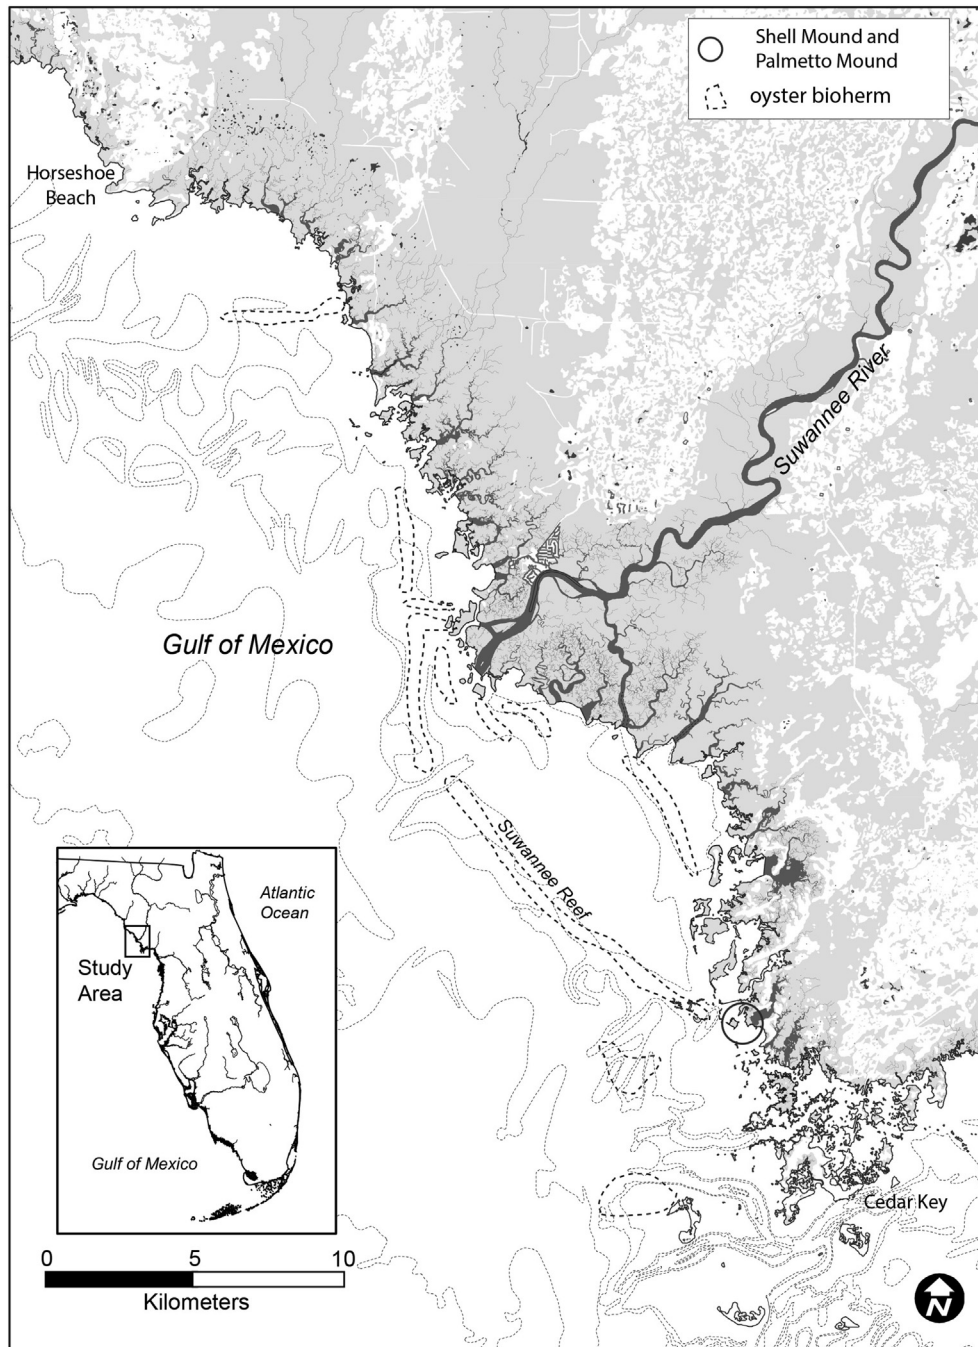 Shell Mound and
Palmetto Mound
oyster bioherm
Horseshoe
Beach
Suwannee River
Gulf of Mexico
Suwannee Reef
Atlantic
Ocean
Study
Area
Gulf of Mexico
Cedar Key
0 5 10
Kilometers
N